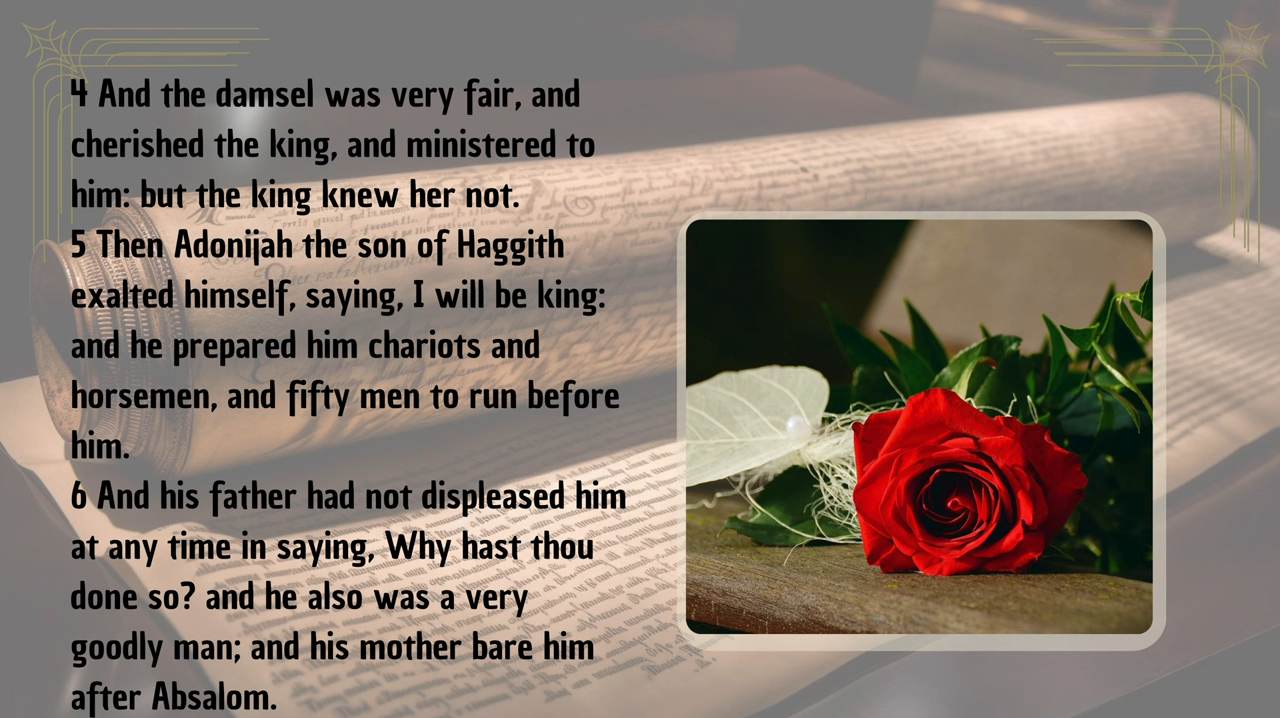 4 And the damsel was very fair, and
cherished the king, and ministered to
him: but the king knew her not.
5 Then Adonijah the son of Haggith
exalted himself, saying, I will be king:
and he prepared him chariots and
horsemen, and fifty men to run before
him.
6 And his father had not displeased him
at any time in saying, Why hast thou
done so? and he also was a very
goodly man; and his mother bare him
after Absalom.